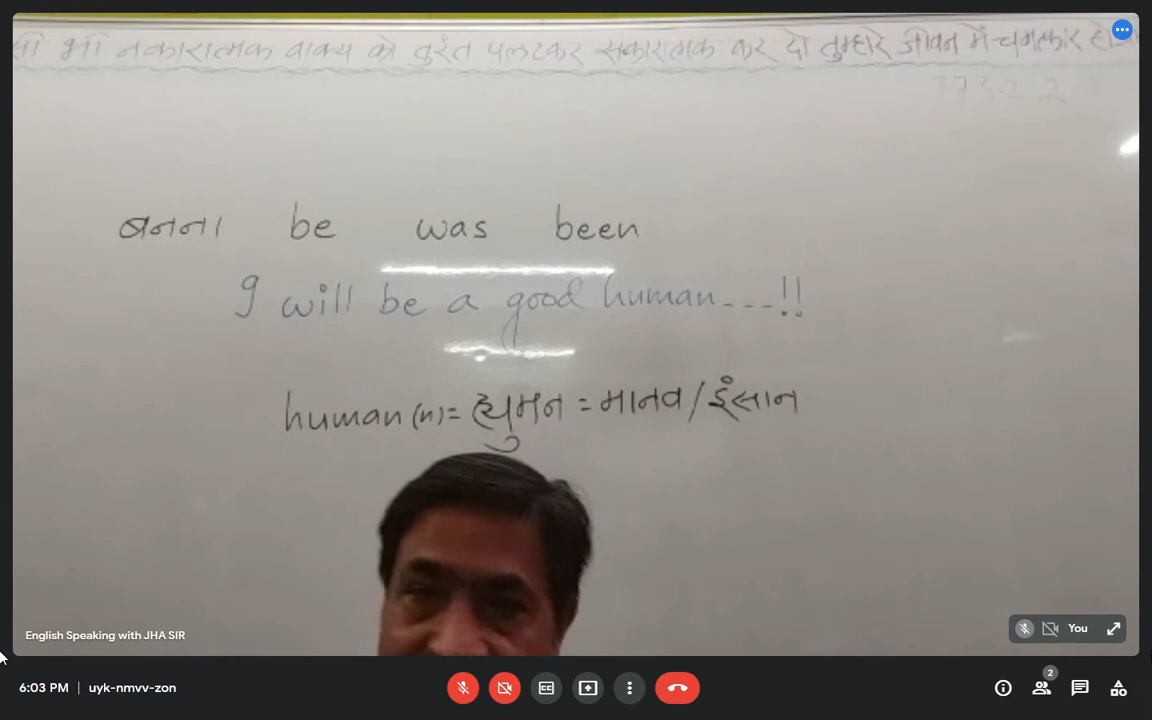 भी नकारात्मक वाक्य को तुरंत पलटकर सकारात्मक कर दो तुम्हारे जीवन में चमत्कार
बनना be was been
I will be a good human---!!
human(n)= ह्युमन = मानव/इंसान
English Speaking with JHA SIR
You
6:03 PM | uyk-nmvv-zon
2